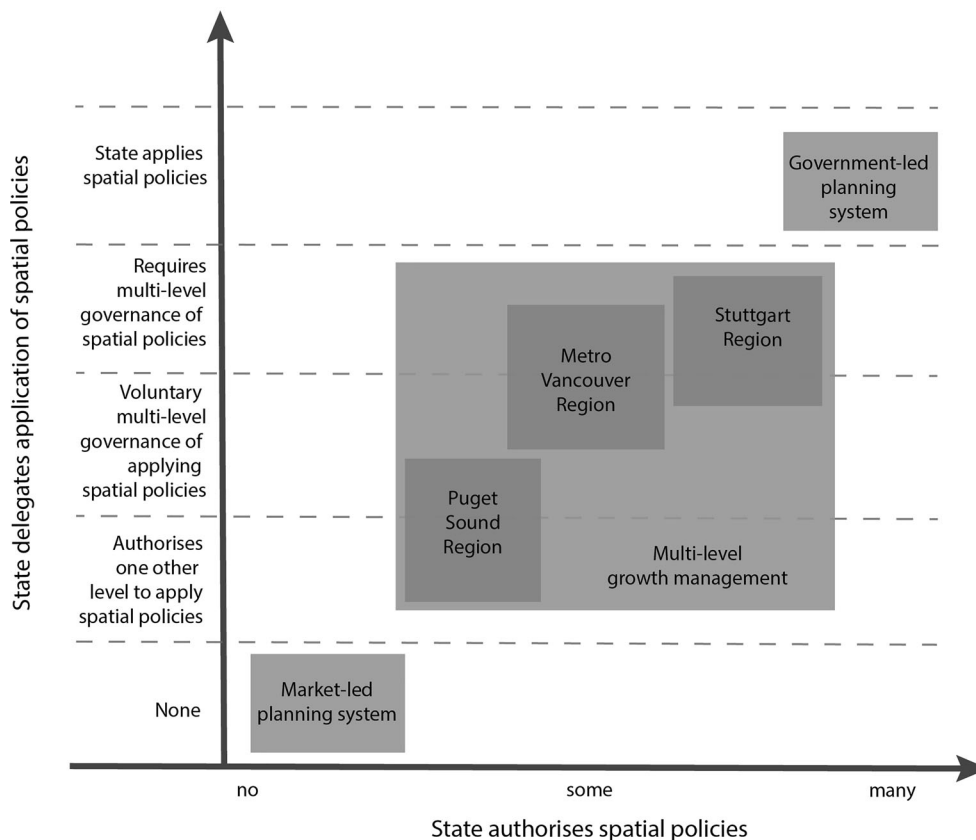 State delegates application of spatial policies
State applies
spatial policies
Requires
multi-level
governance of
spatial policies
Voluntary
multi-level
governance of
applying
spatial policies
Authorises
one other
level to apply
spatial policies
None
Government-led
planning
system
Stuttgart
Region
Metro
Vancouver
Region
Puget
Sound
Region
Multi-level
growth management
Market-led
planning system
no
some
many
State authorises spatial policies